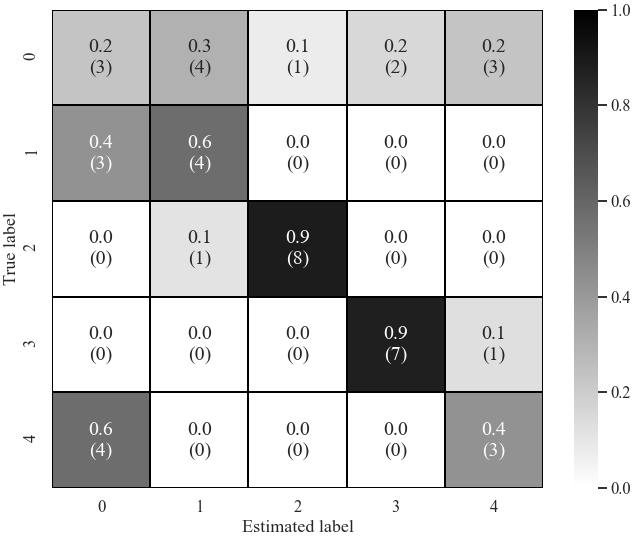 0.2 0.3 0.1 0.2 0.2 1.0
(3) (4) (1) (2) (3)
0
0.8
0.4 0.6 0.0 0.0 0.0
(3) (4) (0) (0) (0)
1
0.6
True label
0.0 0.1 0.9 0.0 0.0
(0) (1) (8) (0) (0)
2
0.4
0.0 0.0 0.0 0.9 0.1
(0) (0) (0) (7) (1)
3
0.2
0.6 0.0 0.0 0.0 0.4
(4) (0) (0) (0) (3)
4
0.0
0 1 2 3 4
Estimated label